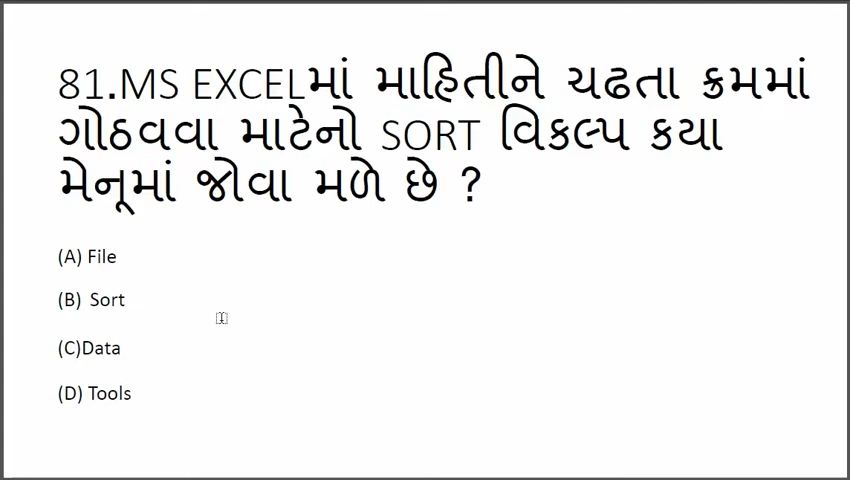 81.MS EXCELમાં માહિતીને ચઢતા ક્રમમાં
ગોઠવવા માટેનો SORT વિકલ્પ કયા
મેનૂમાં જોવા મળે છે ?
(A) File
(B) Sort
(C)Data
(D) Tools